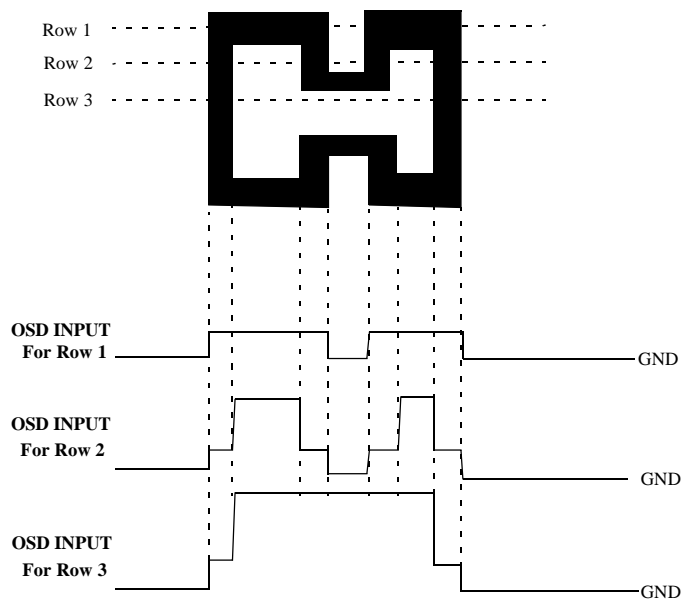 Row 1
Row 2
Row 3
OSD INPUT
For Row 1
GND
OSD INPUT
For Row 2
GND
OSD INPUT
For Row 3
GND